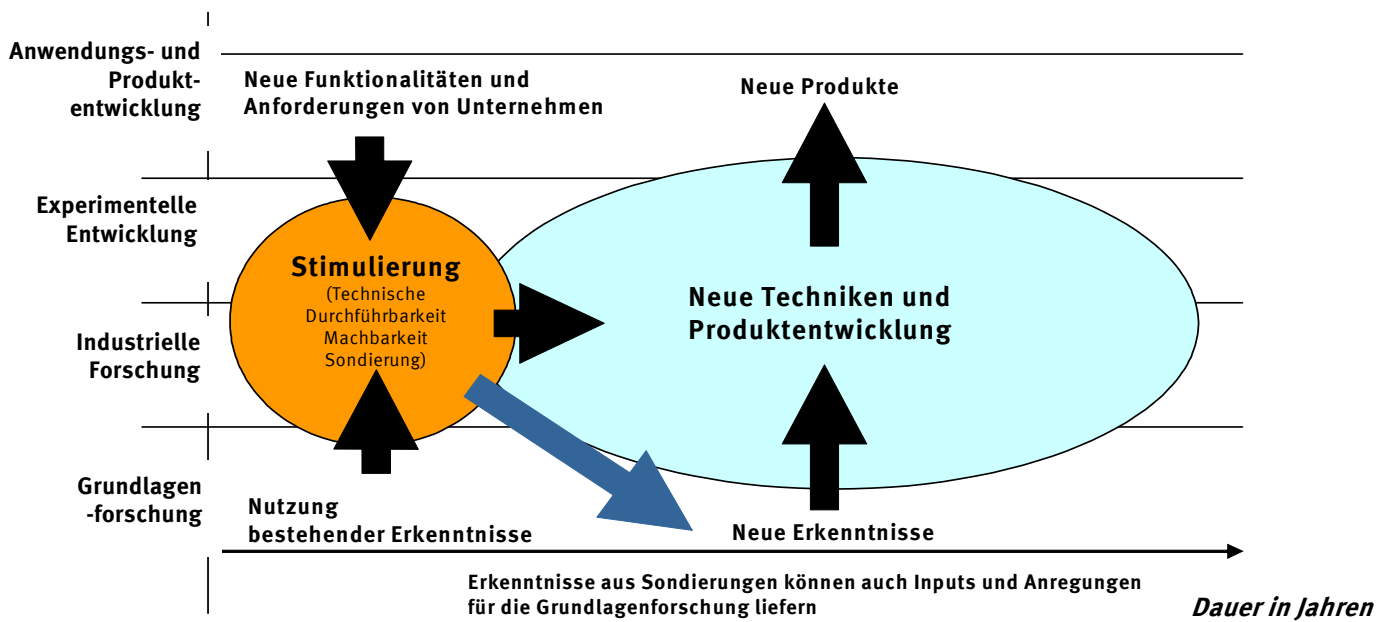 Anwendungs- und
Produkt-
entwicklung
Neue Funktionalitäten und
Anforderungen von Unternehmen
Neue Produkte
Experimentelle
Entwicklung
Stimulierung
(Technische
Durchführbarkeit
Machbarkeit
Sondierung)
Neue Techniken und
Produktentwicklung
Industrielle
Forschung
Grundlagen
-forschung
Nutzung
bestehender Erkenntnisse
Neue Erkenntnisse
Erkenntnisse aus Sondierungen können auch Inputs und Anregungen
für die Grundlagenforschung liefern
Dauer in Jahren